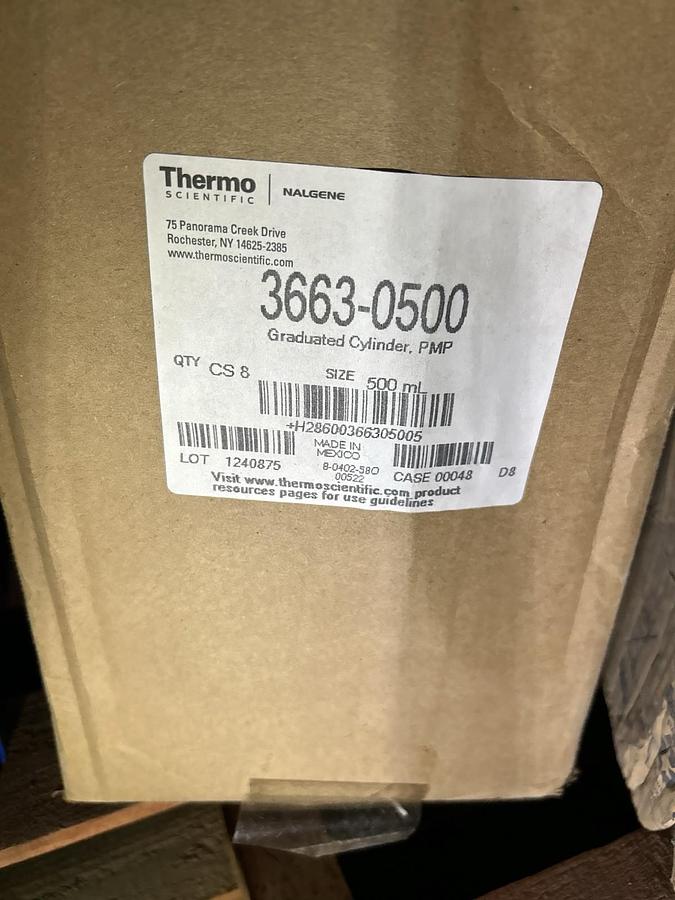 Thermo
SCIENTIFIC
NALGENE
75 Panorama Creek Drive
Rochester, NY 14625-2385
www.thermoscientific.com
3663-0500
Graduated Cylinder, PMP
QTY CS 8 SIZE 500 mL
+H28600366305005
MADE IN
MEXICO
LOT 1240875
8-0402-58O
00522
CASE 00048 D8
Visit www.thermoscientific.com product
resources pages for use guidelines